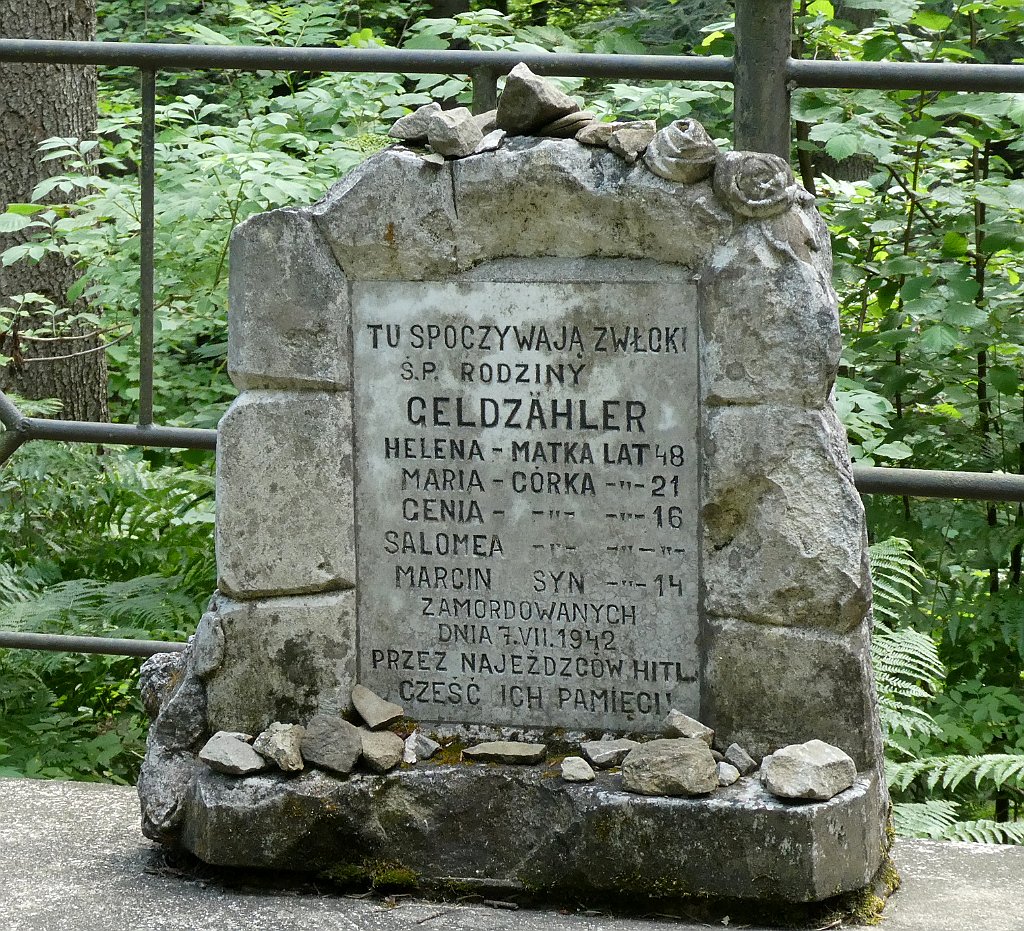 TU SPOCZYWAJĄ ZWŁOKI
Ś.P. RODZINY
GELDZÄHLER
HELENA - MATKA LAT 48
MARIA - CÓRKA -"- 21
GENIA - -"- -"- 16
SALOMEA -"- -"- -"-
MARCIN SYN -"- 14
ZAMORDOWANYCH
DNIA 7.VII.1942
PRZEZ NAJEŹDZCÓW HITL.
CZEŚĆ ICH PAMIĘCI!